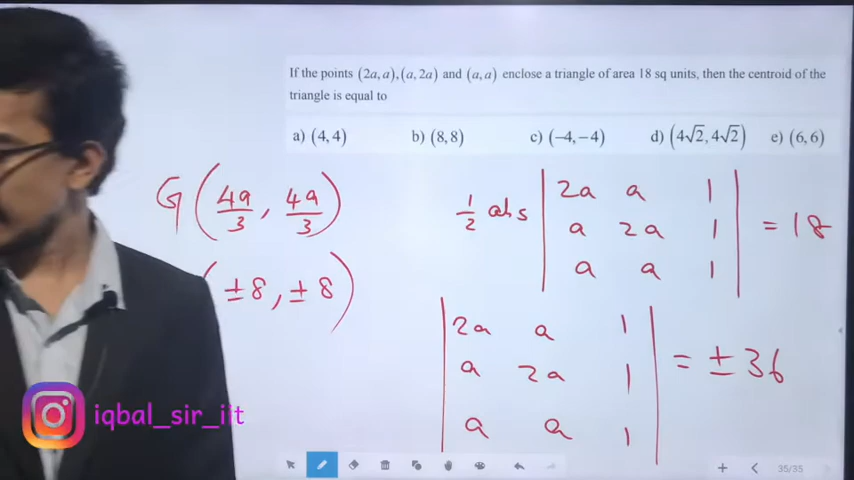 If the points (2a, a), (a, 2a) and (a, a) enclose a triangle of area 18 sq units, then the centroid of the
triangle is equal to
a) (4, 4) b) (8, 8) c) (–4, –4) d) (4√2, 4√2) e) (6, 6)
G (4a/3, 4a/3)
(±8, ±8)
1/2 abs | 2a a 1 | = 18
| a 2a 1 |
| a a 1 |
| 2a a 1 |
| a 2a 1 | = ±36
| a a 1 |
iqbal_sir_iit
35/35